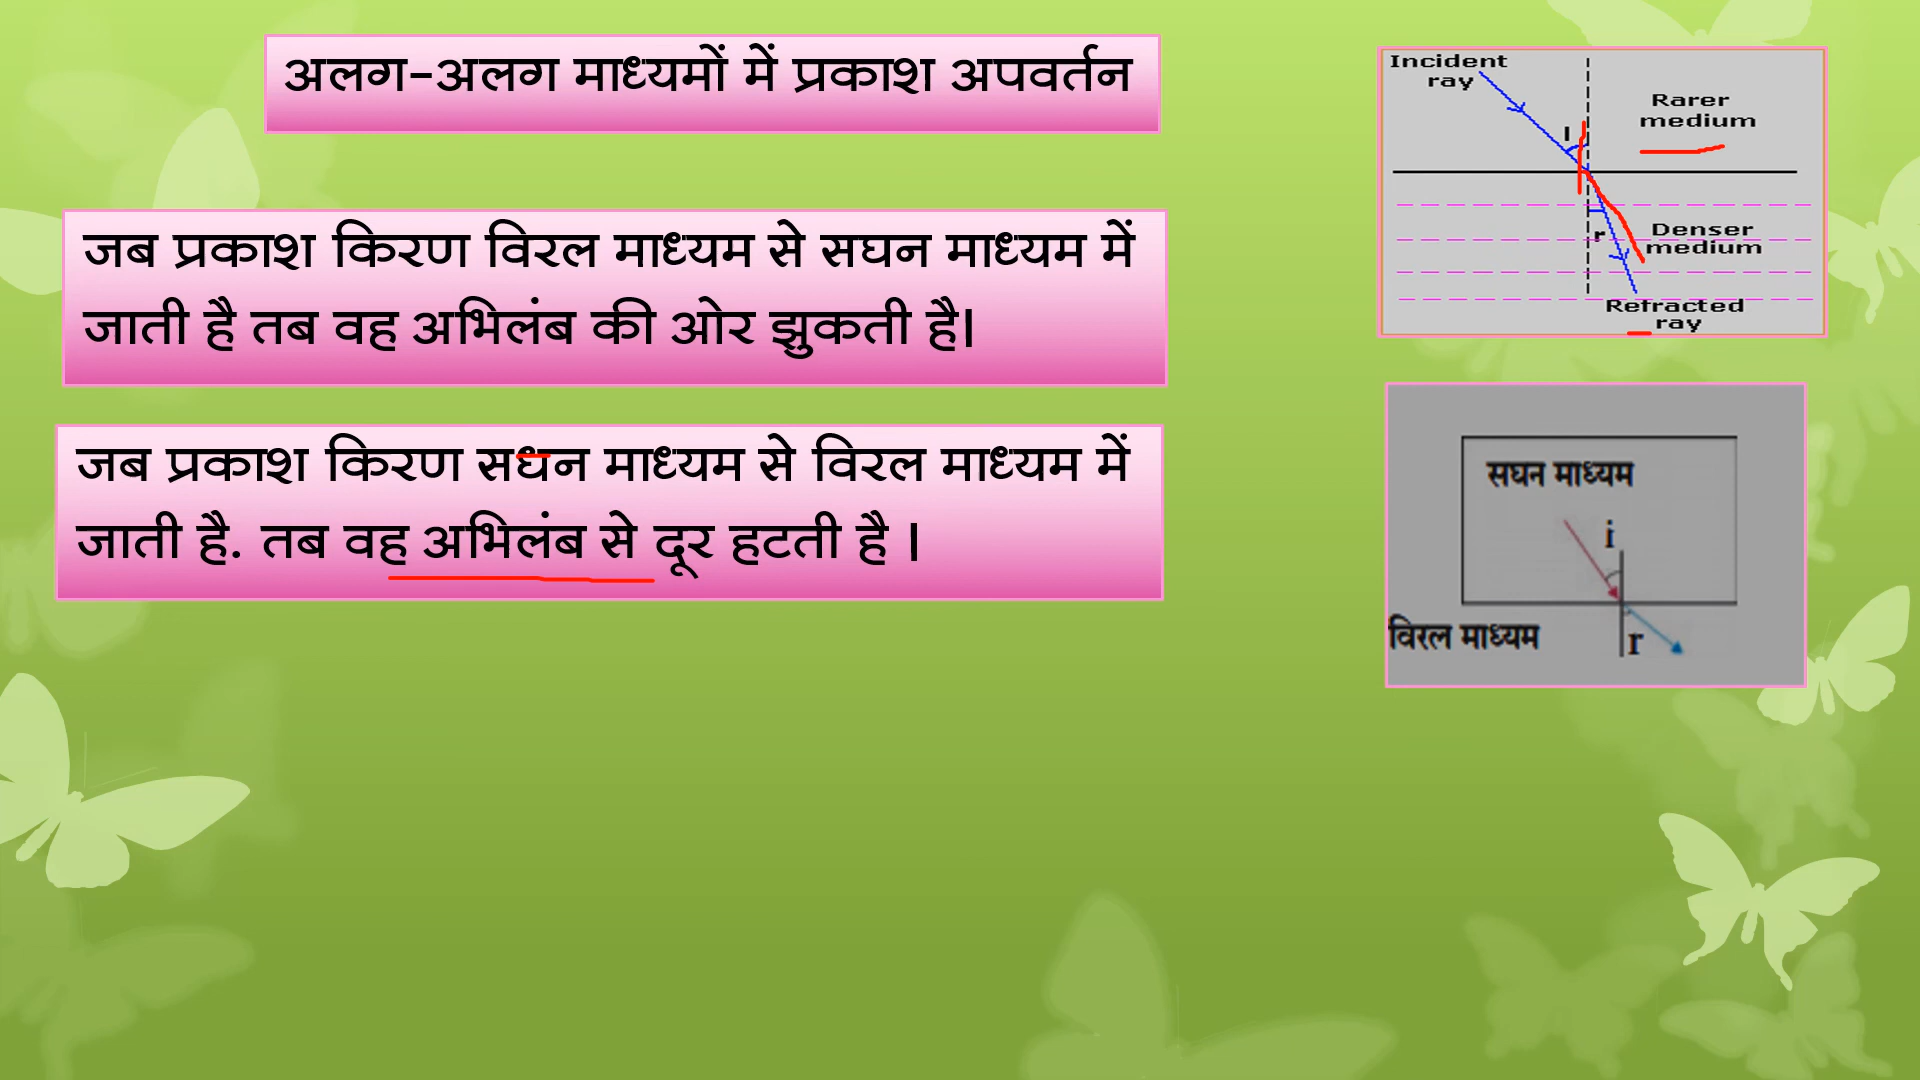 अलग-अलग माध्यमों में प्रकाश अपवर्तन
जब प्रकाश किरण विरल माध्यम से सघन माध्यम में
जाती है तब वह अभिलंब की ओर झुकती है।
जब प्रकाश किरण सधन माध्यम से विरल माध्यम में
जाती है. तब वह अभिलंब से दूर हटती है ।
Incident
ray
Rarer
medium
I
r
Denser
medium
Refracted
ray
सघन माध्यम
i
विरल माध्यम
r